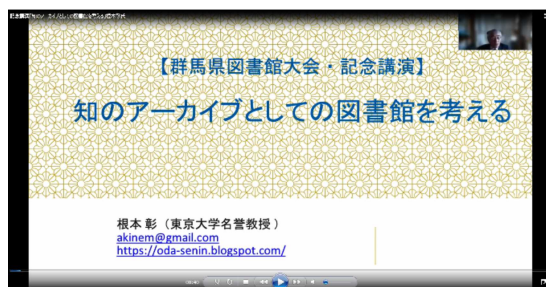 【群馬県図書館大会・記念講演】
知のアーカイブとしての図書館を考える
根本 彰（東京大学名誉教授）
akinem@gmail.com
https://oda-senin.blogspot.com/